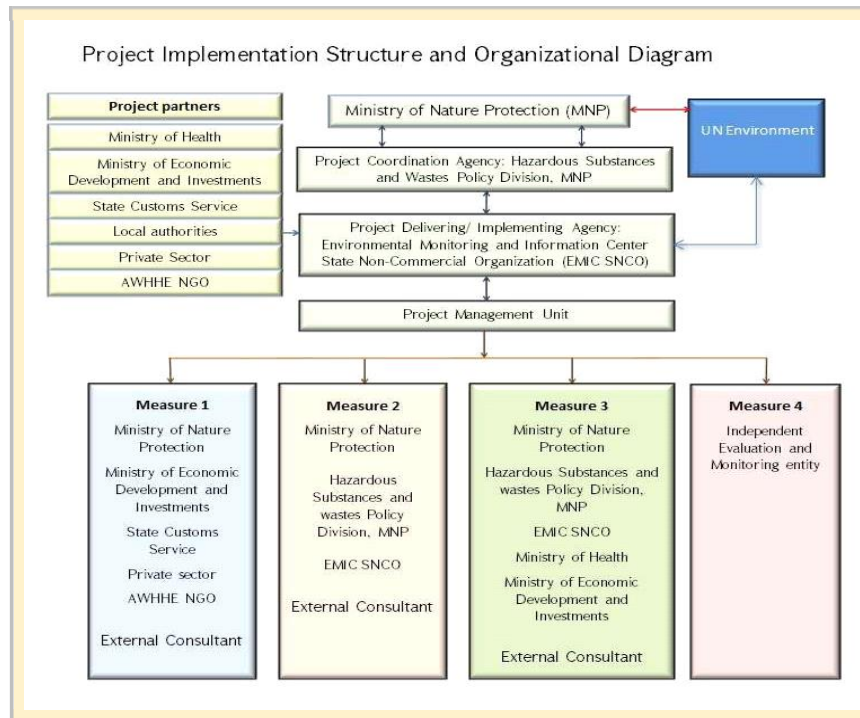 Project Implementation Structure and Organizational Diagram
Project partners
Ministry of Health
Ministry of Economic
Development and Investments
State Customs Service
Local authorities
Private Sector
AWHHE NGO
Ministry of Nature Protection (MNP)
UN Environment
Project Coordination Agency: Hazardous Substances
and Wastes Policy Division, MNP
Project Delivering/ Implementing Agency:
Environmental Monitoring and Information Center
State Non-Commercial Organization (EMIC SNCO)
Project Management Unit
Measure 1
Ministry of Nature
Protection
Ministry of Economic
Development and
Investments
State Customs
Service
Private sector
AWHHE NGO
External Consultant
Measure 2
Ministry of Nature
Protection
Hazardous
Substances and
wastes Policy
Division, MNP
EMIC SNCO
External Consultant
Measure 3
Ministry of Nature
Protection
Hazardous Substances and
wastes Policy Division,
MNP
EMIC SNCO
Ministry of Health
Ministry of Economic
Development and
Investments
External Consultant
Measure 4
Independent
Evaluation and
Monitoring entity